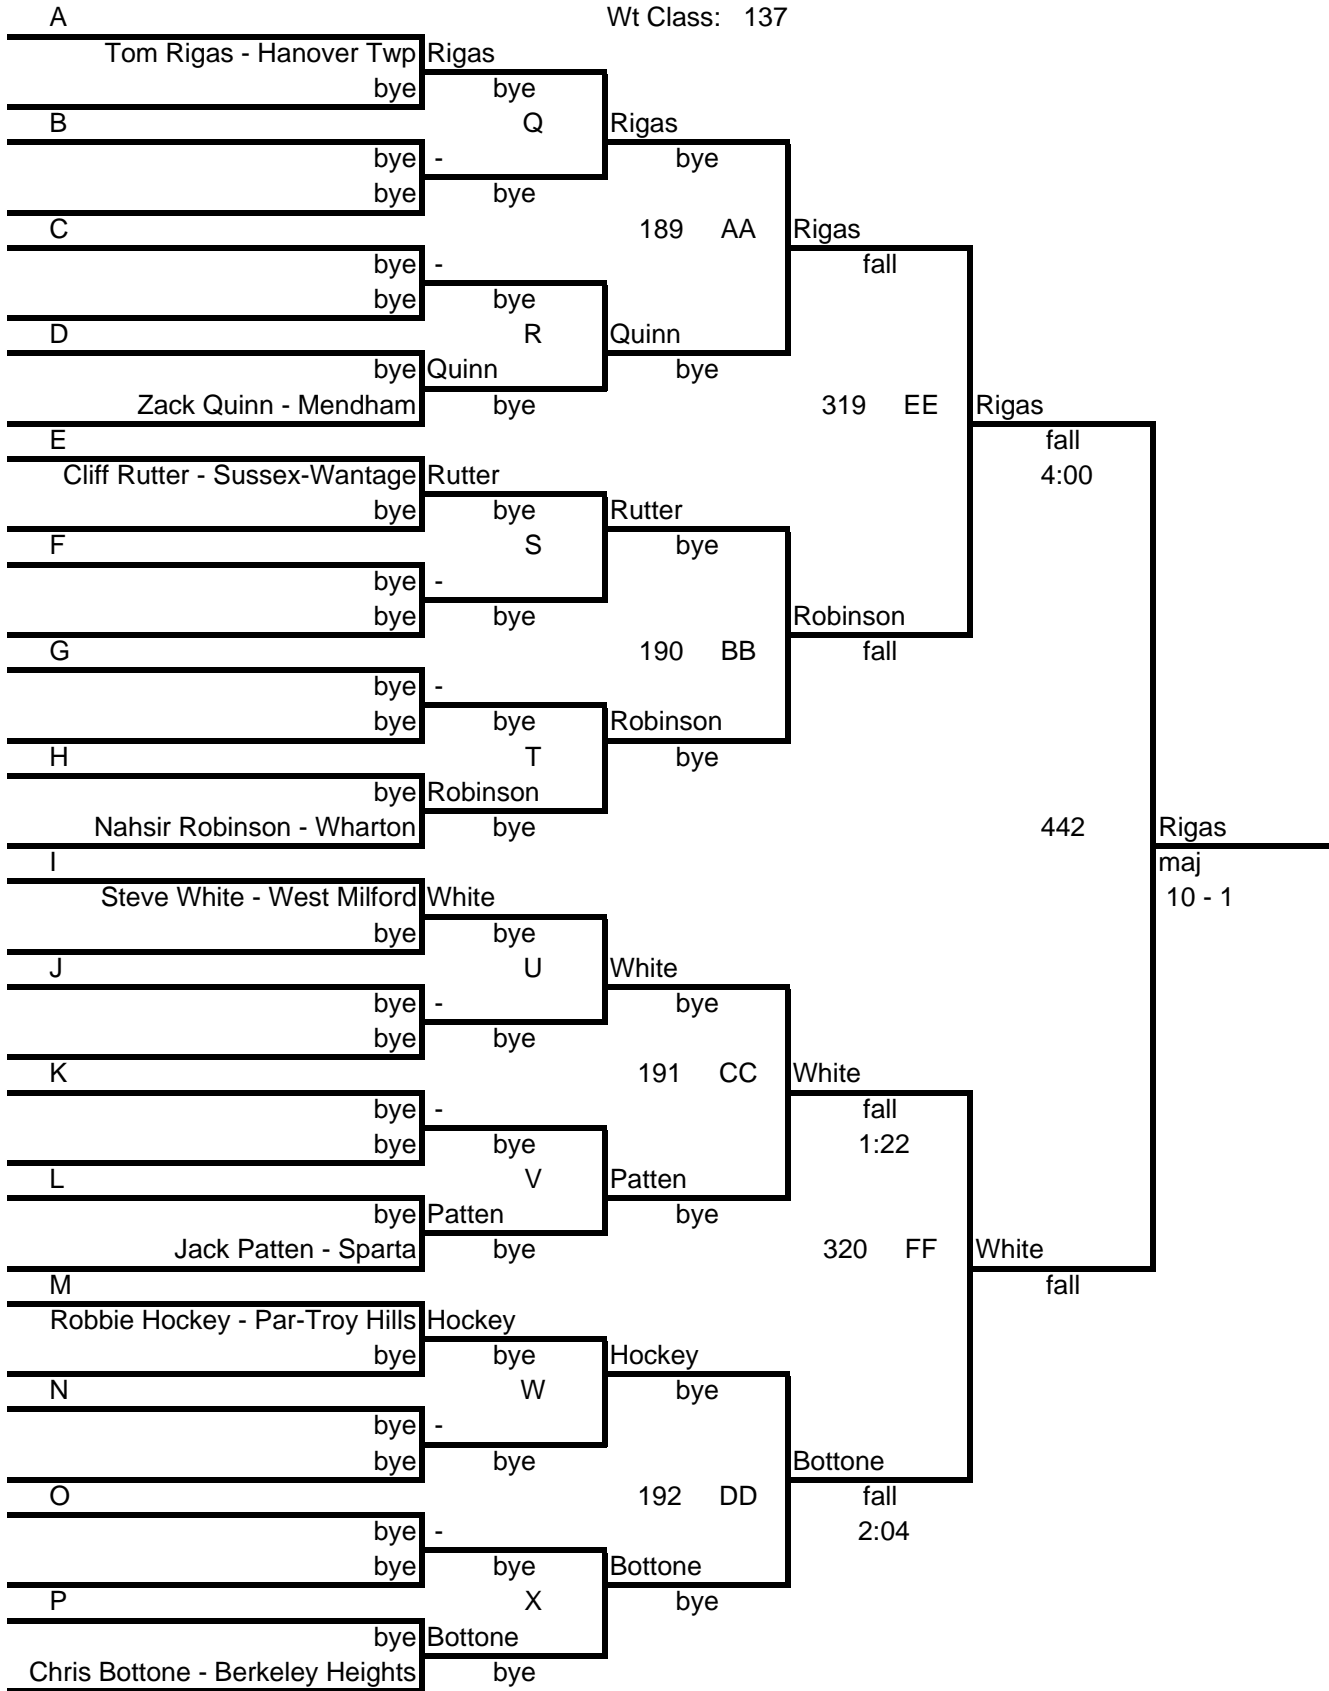 A Wt Class: 137
Tom Rigas - Hanover Twp Rigas
bye bye
B Q Rigas
bye - bye
bye bye
C 189 AA Rigas
bye - fall
bye bye
D R Quinn
bye Quinn bye
Zack Quinn - Mendham bye 319 EE Rigas
E fall
Cliff Rutter - Sussex-Wantage Rutter 4:00
bye bye Rutter
F S bye
bye -
bye bye Robinson
G 190 BB fall
bye -
bye bye Robinson
H T bye
bye Robinson
Nahsir Robinson - Wharton bye 442 Rigas
I maj
Steve White - West Milford White 10 - 1
bye bye
J U White
bye - bye
bye bye
K 191 CC White
bye - fall
bye bye 1:22
L V Patten
bye Patten bye
Jack Patten - Sparta bye 320 FF White
M fall
Robbie Hockey - Par-Troy Hills Hockey
bye bye Hockey
N W bye
bye -
bye bye Bottone
O 192 DD fall
bye - 2:04
bye bye Bottone
P X bye
bye Bottone
Chris Bottone - Berkeley Heights bye